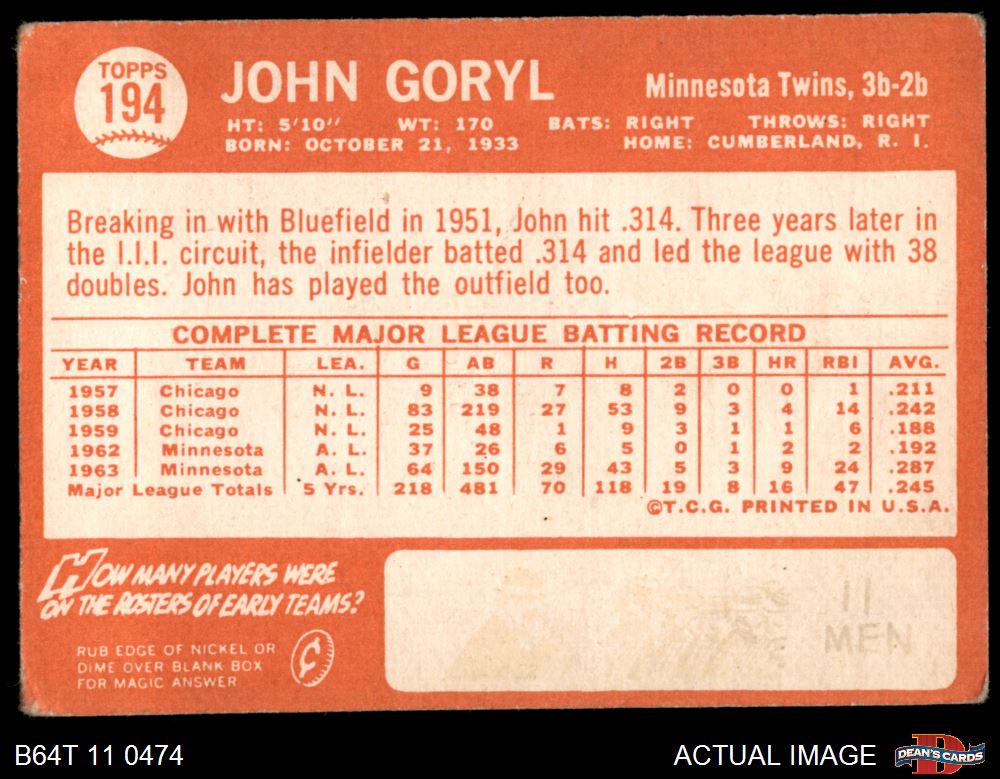 TOPPS
194
JOHN GORYL
Minnesota Twins, 3b-2b
HT: 5'10" WT: 170 BATS: RIGHT THROWS: RIGHT
BORN: OCTOBER 21, 1933 HOME: CUMBERLAND, R. I.
Breaking in with Bluefield in 1951, John hit .314. Three years later in
the I.I.I. circuit, the infielder batted .314 and led the league with 38
doubles. John has played the outfield too.
COMPLETE MAJOR LEAGUE BATTING RECORD
YEAR TEAM LEA. G AB R H 2B 3B HR RBI AVG.
1957 Chicago N. L. 9 38 7 8 2 0 0 1 .211
1958 Chicago N. L. 83 219 27 53 9 3 4 14 .242
1959 Chicago N. L. 25 48 1 9 3 1 1 6 .188
1962 Minnesota A. L. 37 26 6 5 0 1 2 2 .192
1963 Minnesota A. L. 64 150 29 43 5 3 9 24 .287
Major League Totals 5 Yrs. 218 481 70 118 19 8 16 47 .245
©T.C.G. PRINTED IN U.S.A.
HOW MANY PLAYERS WERE
ON THE ROSTERS OF EARLY TEAMS?
RUB EDGE OF NICKEL OR
DIME OVER BLANK BOX
FOR MAGIC ANSWER
¢
11
MEN
B64T 11 0474
ACTUAL IMAGE
D
DEAN'S CARDS